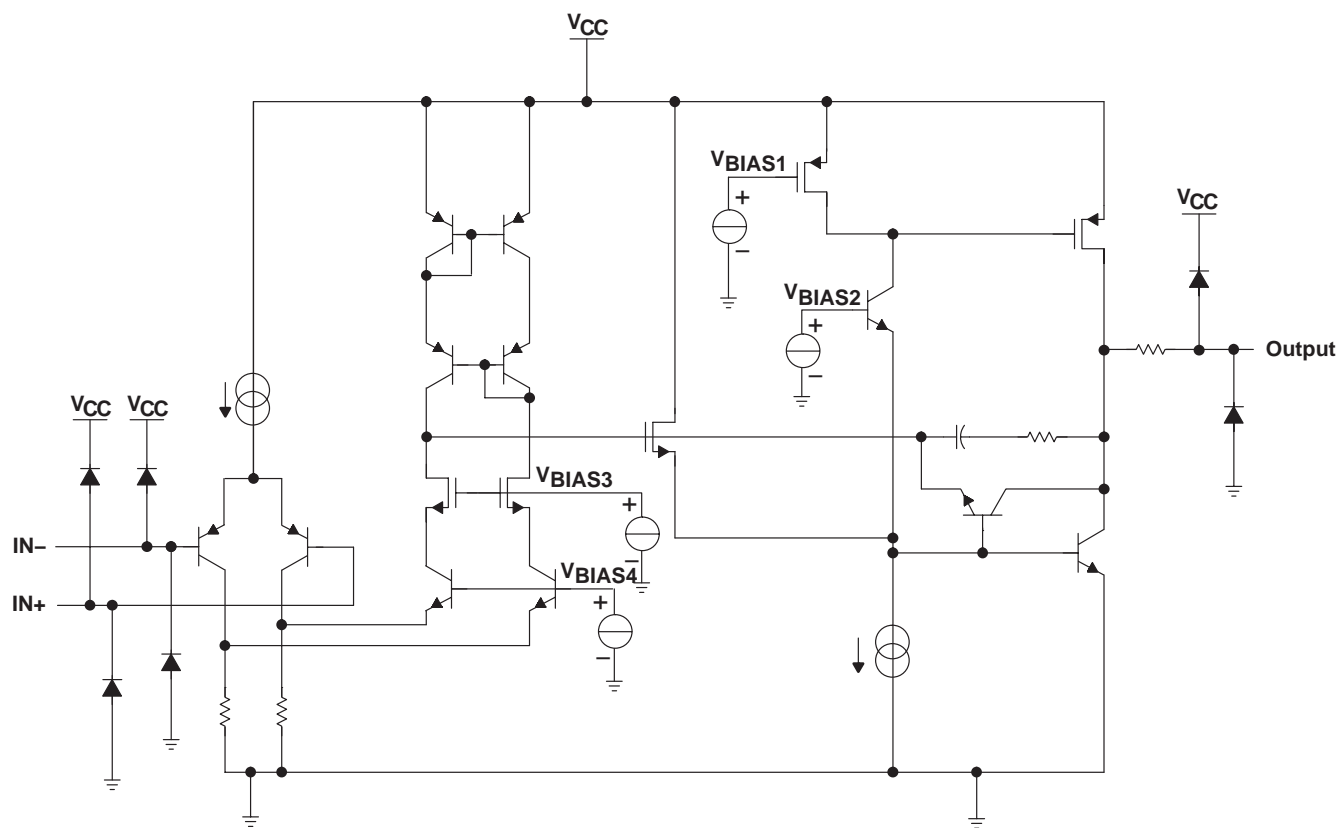 VCC
VBIAS1
+
−
VCC
VBIAS2
+
−
Output
VCC
VCC
VBIAS3
+
−
IN−
VBIAS4
+
−
IN+